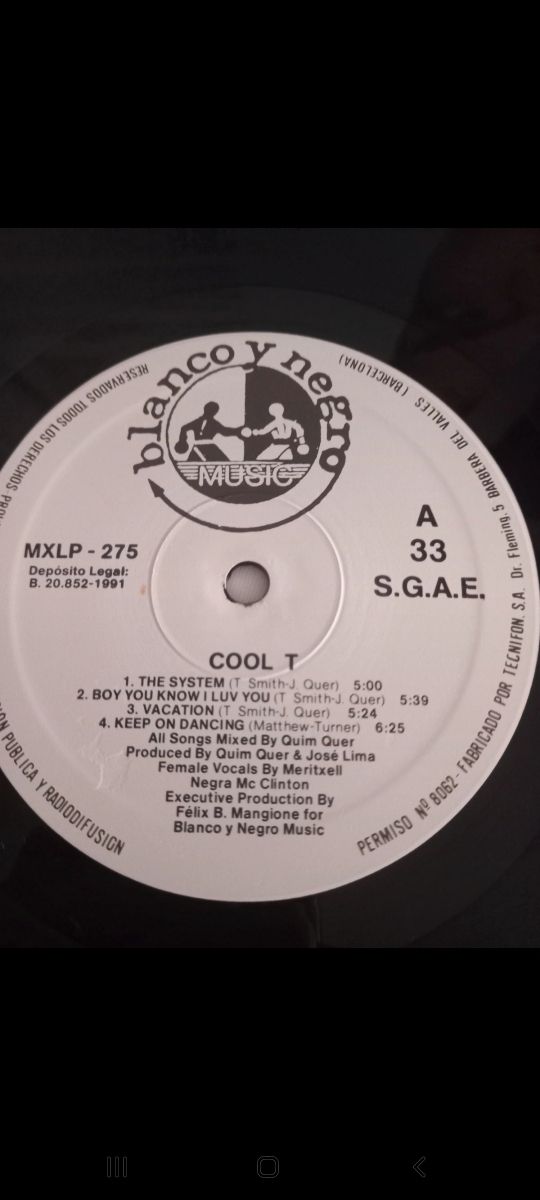 blanco y negro
MUSIC
RESERVADOS TODOS LOS DERECHOS
CION PUBLICA Y RADIODIFUSION
PERMISO Nº 8062 - FABRICADO POR TECNIFON. S.A. Dr. Fleming, 5 BARBERA DEL VALLES (BARCELONA)
MXLP - 275
Depósito Legal:
B. 20.852-1991
A
33
S.G.A.E.
COOL T
1. THE SYSTEM (T Smith-J. Quer) 5:00
2. BOY YOU KNOW I LUV YOU (T Smith-J. Quer) 5:39
3. VACATION (T Smith-J. Quer) 5:24
4. KEEP ON DANCING (Matthew-Turner) 6:25
All Songs Mixed By Quim Quer
Produced By Quim Quer & José Lima
Female Vocals By Meritxell
Negra Mc Clinton
Executive Production By
Félix B. Mangione for
Blanco y Negro Music